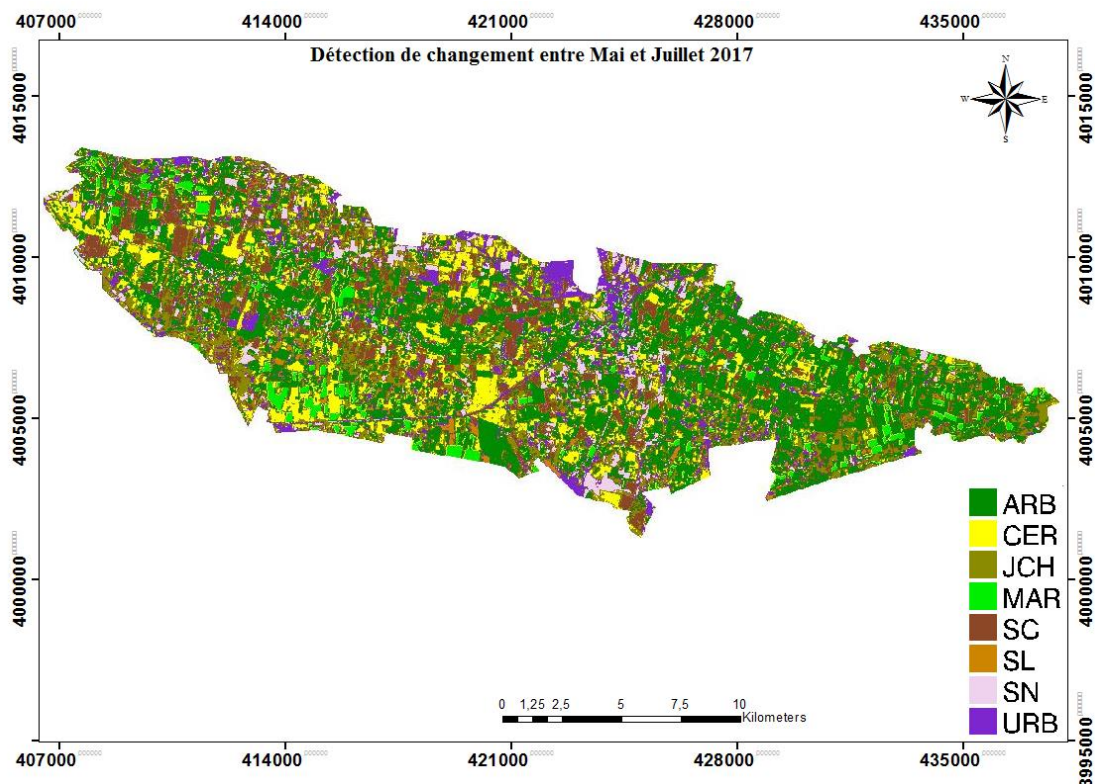 407000 414000 421000 428000 435000
Détection de changement entre Mai et Juillet 2017
N
W E
S
4015000 4015000
4010000 4010000
4005000 4005000
4000000 4000000
3995000
ARB
CER
JCH
MAR
SC
SL
SN
URB
0 1,25 2,5 5 7,5 10
Kilometers
407000 414000 421000 428000 435000